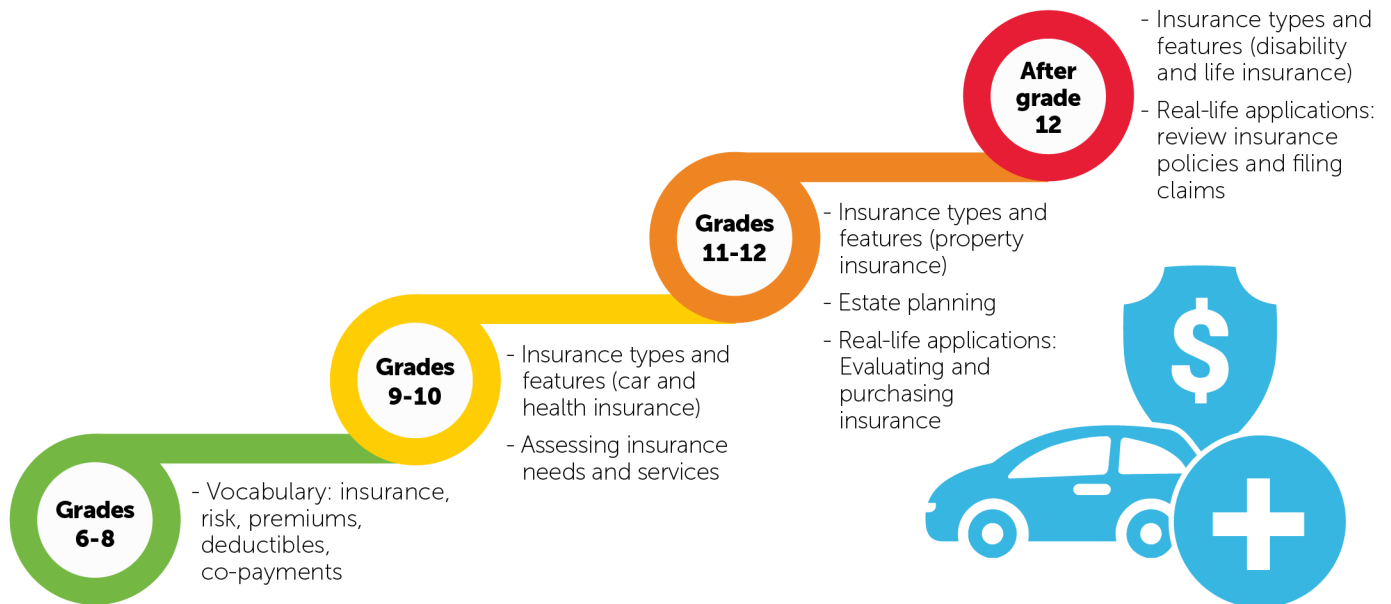 Grades
6-8
- Vocabulary: insurance,
risk, premiums,
deductibles,
co-payments
Grades
9-10
- Insurance types and
features (car and
health insurance)
- Assessing insurance
needs and services
Grades
11-12
- Insurance types and
features (property
insurance)
- Estate planning
- Real-life applications:
Evaluating and
purchasing
insurance
After
grade
12
- Insurance types and
features (disability
and life insurance)
- Real-life applications:
review insurance
policies and filing
claims
$